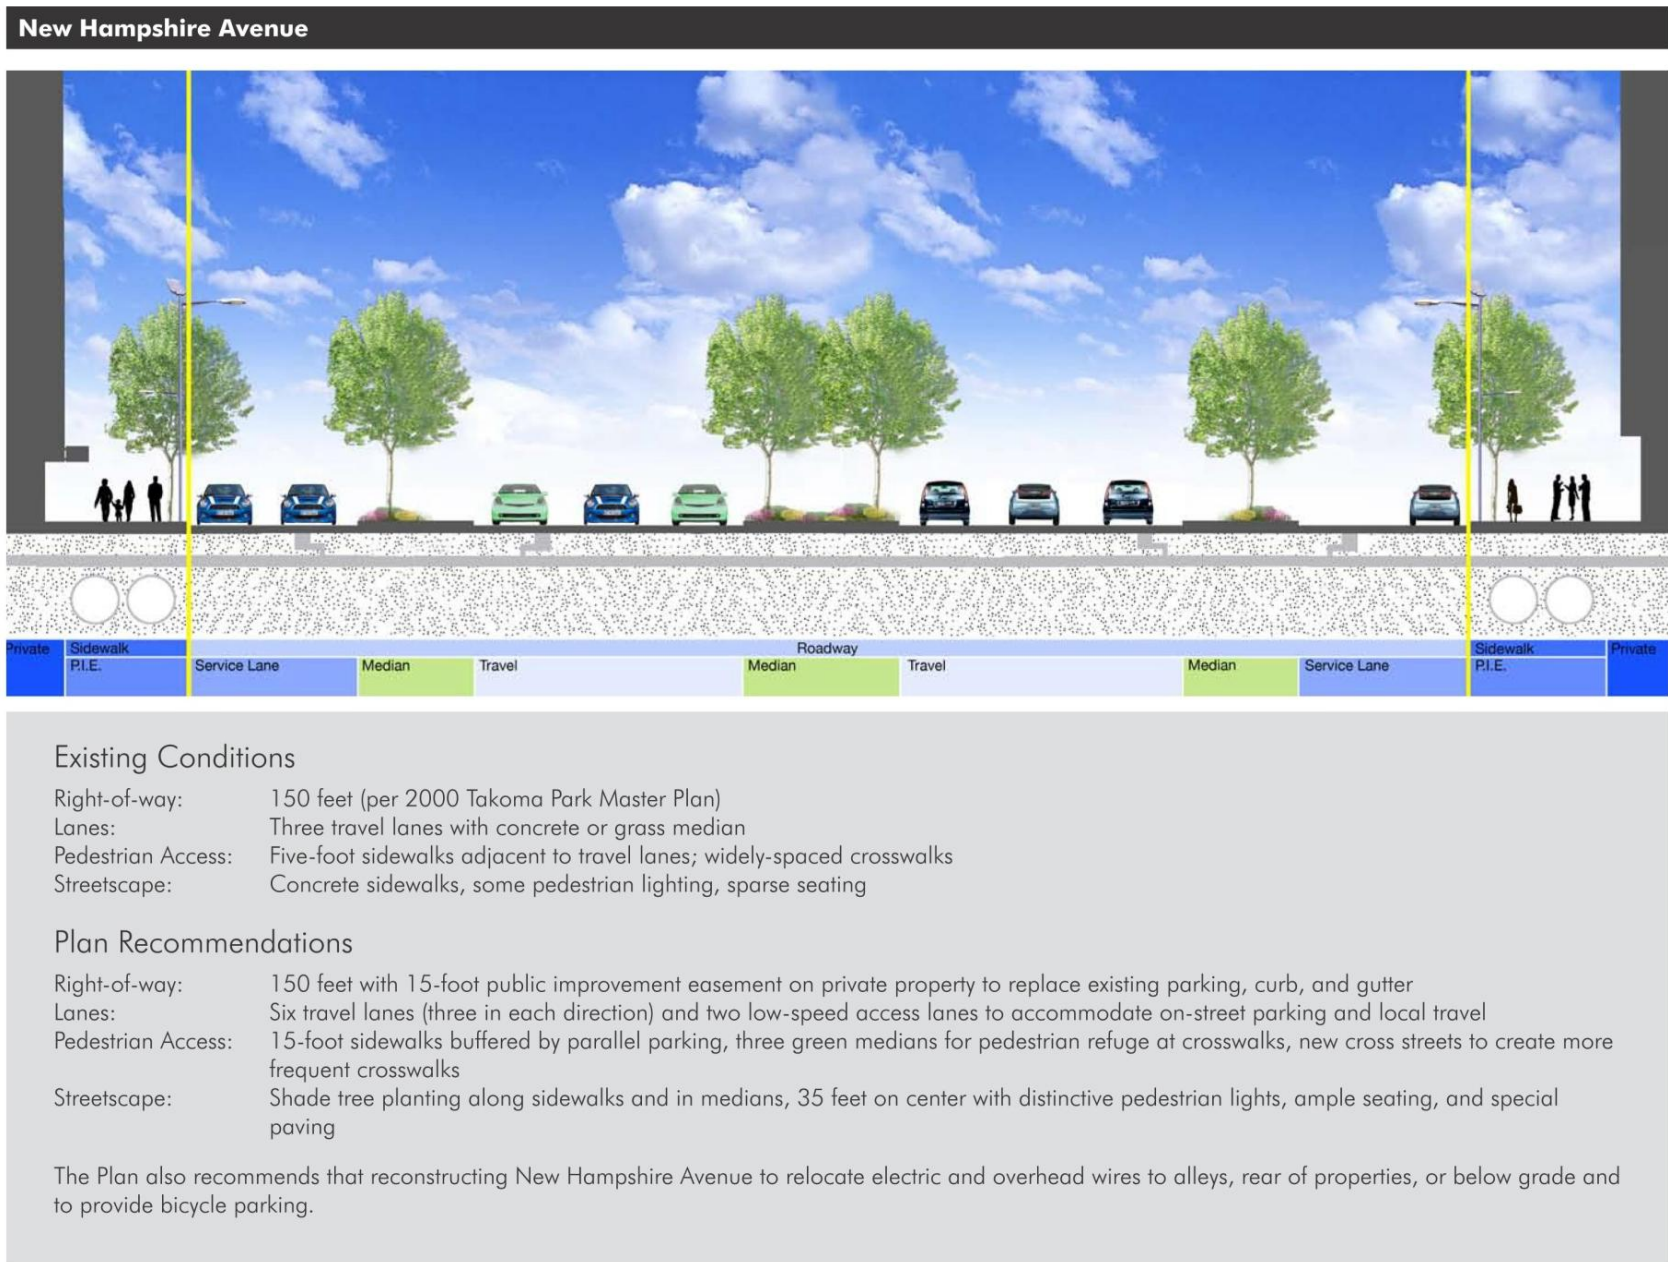 New Hampshire Avenue
Private Sidewalk Roadway Sidewalk Private
P.I.E. Service Lane Median Travel Median Travel Median Service Lane P.I.E.
Existing Conditions
Right-of-way: 150 feet (per 2000 Takoma Park Master Plan)
Lanes: Three travel lanes with concrete or grass median
Pedestrian Access: Five-foot sidewalks adjacent to travel lanes; widely-spaced crosswalks
Streetscape: Concrete sidewalks, some pedestrian lighting, sparse seating
Plan Recommendations
Right-of-way: 150 feet with 15-foot public improvement easement on private property to replace existing parking, curb, and gutter
Lanes: Six travel lanes (three in each direction) and two low-speed access lanes to accommodate on-street parking and local travel
Pedestrian Access: 15-foot sidewalks buffered by parallel parking, three green medians for pedestrian refuge at crosswalks, new cross streets to create more
frequent crosswalks
Streetscape: Shade tree planting along sidewalks and in medians, 35 feet on center with distinctive pedestrian lights, ample seating, and special
paving
The Plan also recommends that reconstructing New Hampshire Avenue to relocate electric and overhead wires to alleys, rear of properties, or below grade and
to provide bicycle parking.